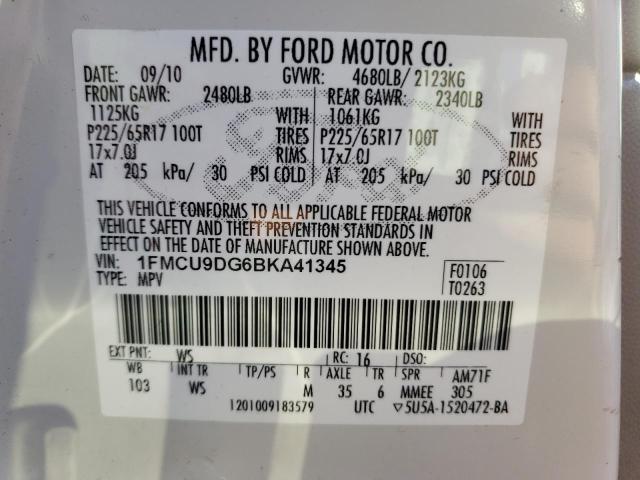 MFD. BY FORD MOTOR CO.
DATE: 09/10 GVWR: 4680LB/ 2123KG
FRONT GAWR: 2480LB REAR GAWR: 2340LB
1125KG WITH 1061KG WITH
P225/65R17 100T TIRES P225/65R17 100T TIRES
17x7.0J RIMS 17x7.0J RIMS
AT 205 kPa/ 30 PSI COLD AT 205 kPa/ 30 PSI COLD
THIS VEHICLE CONFORMS TO ALL APPLICABLE FEDERAL MOTOR
VEHICLE SAFETY AND THEFT PREVENTION STANDARDS IN
EFFECT ON THE DATE OF MANUFACTURE SHOWN ABOVE.
VIN: 1FMCU9DG6BKA41345 F0106
TYPE: MPV T0263
EXT PNT: WS RC: 16 DSO:
WB INT TR TP/PS R AXLE TR SPR AM71F
103 WS M 35 6 MMEE 305
1201009183579 UTC ▽5U5A-1520472-BA